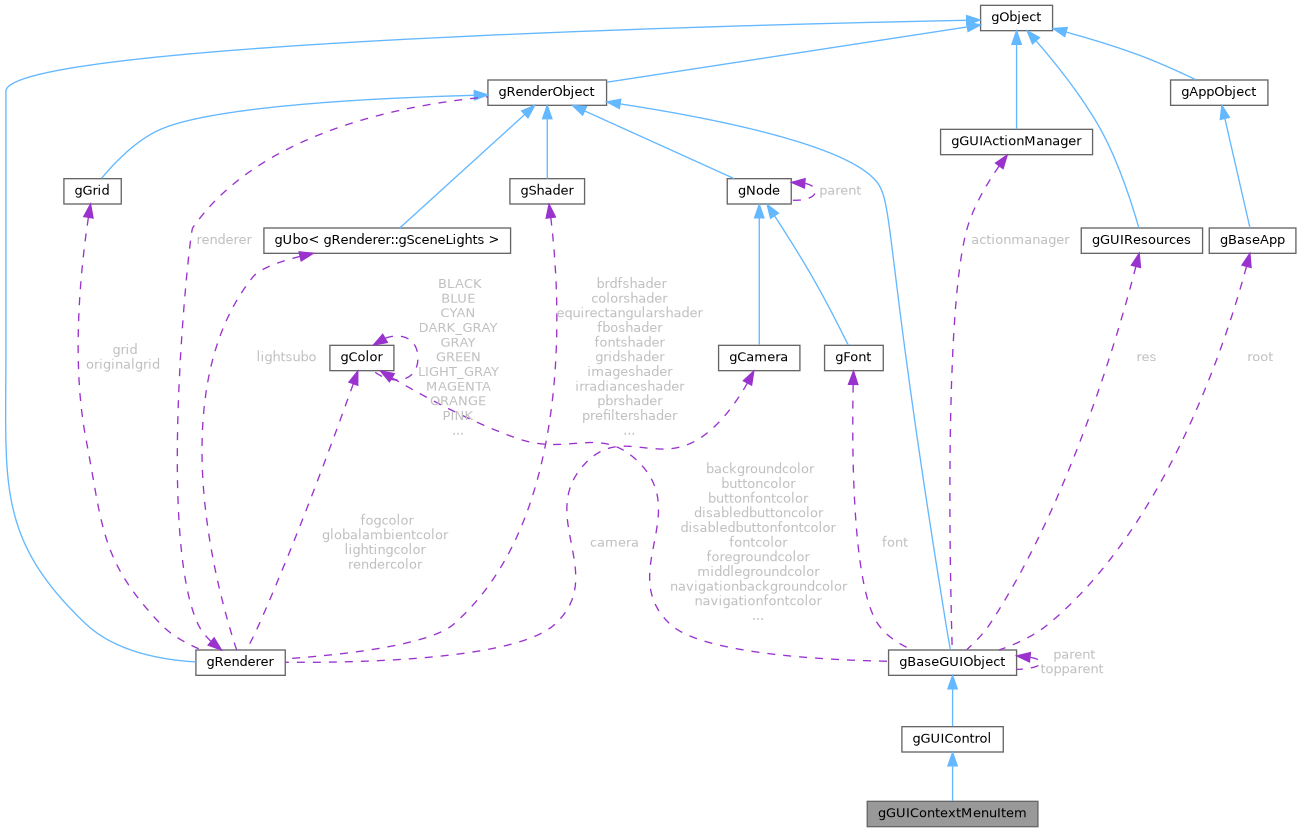 gObject
gRenderObject
gAppObject
gGUIActionManager
gGrid
gShader
gNode
parent
renderer
gUbo< gRenderer::gSceneLights >
actionmanager
gGUIResources
gBaseApp
BLACK
BLUE
CYAN
DARK_GRAY
GRAY
GREEN
LIGHT_GRAY
MAGENTA
ORANGE
PINK
...
brdfshader
colorshader
equirectangularshader
fboshader
fontshader
gridshader
imageshader
irradianceshader
pbrshader
prefiltershader
...
grid
originalgrid
lightsubo
gColor
gCamera
gFont
res
root
backgroundcolor
buttoncolor
buttonfontcolor
disabledbuttoncolor
disabledbuttonfontcolor
fontcolor
foregroundcolor
middlegroundcolor
navigationbackgroundcolor
navigationfontcolor
...
fogcolor
globalambientcolor
lightingcolor
rendercolor
camera
font
gRenderer
gBaseGUIObject
parent
topparent
gGUIControl
gGUIContextMenuItem